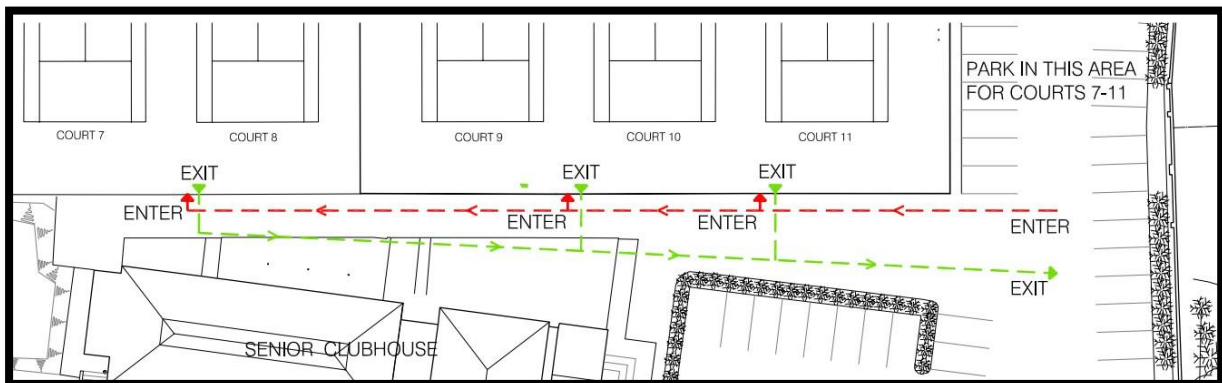 PARK IN THIS AREA
FOR COURTS 7-11
COURT 7
COURT 8
COURT 9
COURT 10
COURT 11
EXIT
EXIT
EXIT
ENTER
ENTER
ENTER
ENTER
EXIT
SENIOR CLUBHOUSE